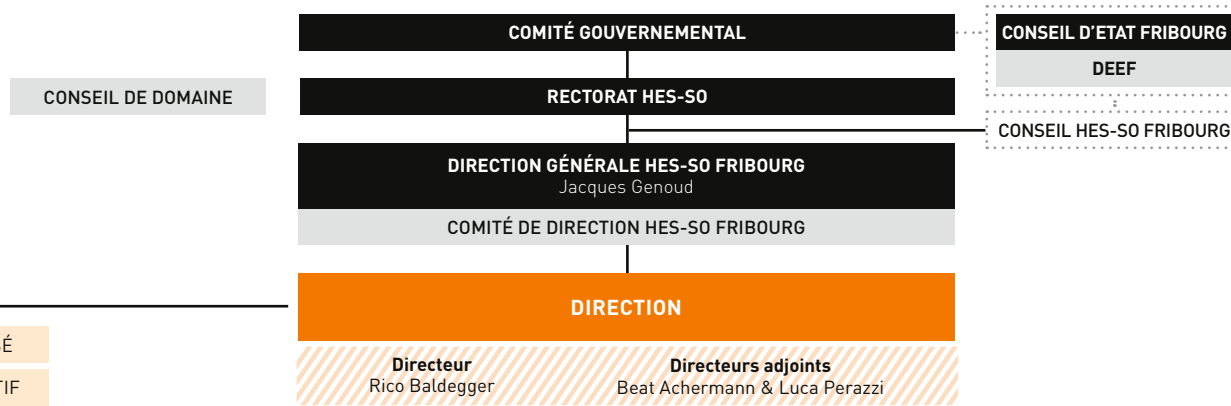 COMITÉ GOUVERNEMENTAL
CONSEIL D'ETAT FRIBOURG
DEEF
CONSEIL DE DOMAINE
RECTORAT HES-SO
CONSEIL HES-SO FRIBOURG
DIRECTION GÉNÉRALE HES-SO FRIBOURG
Jacques Genoud
COMITÉ DE DIRECTION HES-SO FRIBOURG
DIRECTION
Directeur
Rico Baldegger
Directeurs adjoints
Beat Achermann & Luca Perazzi